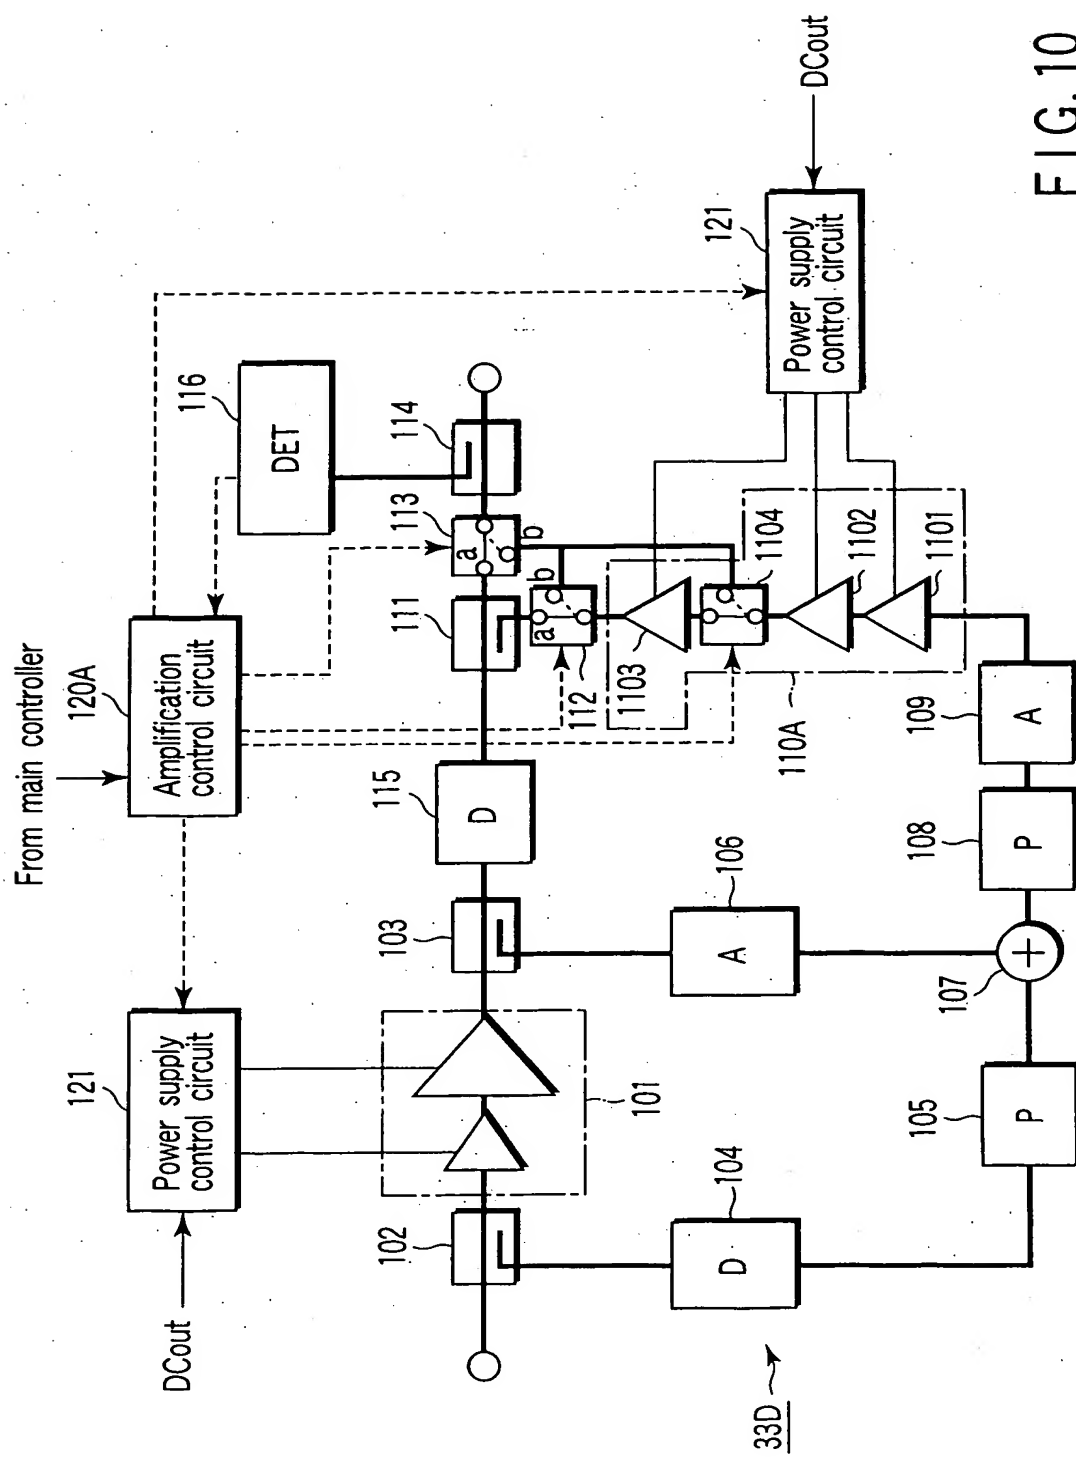 From main controller
120A
Amplification
control circuit
121
Power supply
control circuit
DCout
116
DET
102
101
103
115
D
111
113
a
b
114
112
a
b
1103
1104
1102
1101
110A
121
Power supply
control circuit
DCout
104
D
106
A
105
P
107
+
108
P
109
A
33D
FIG. 10